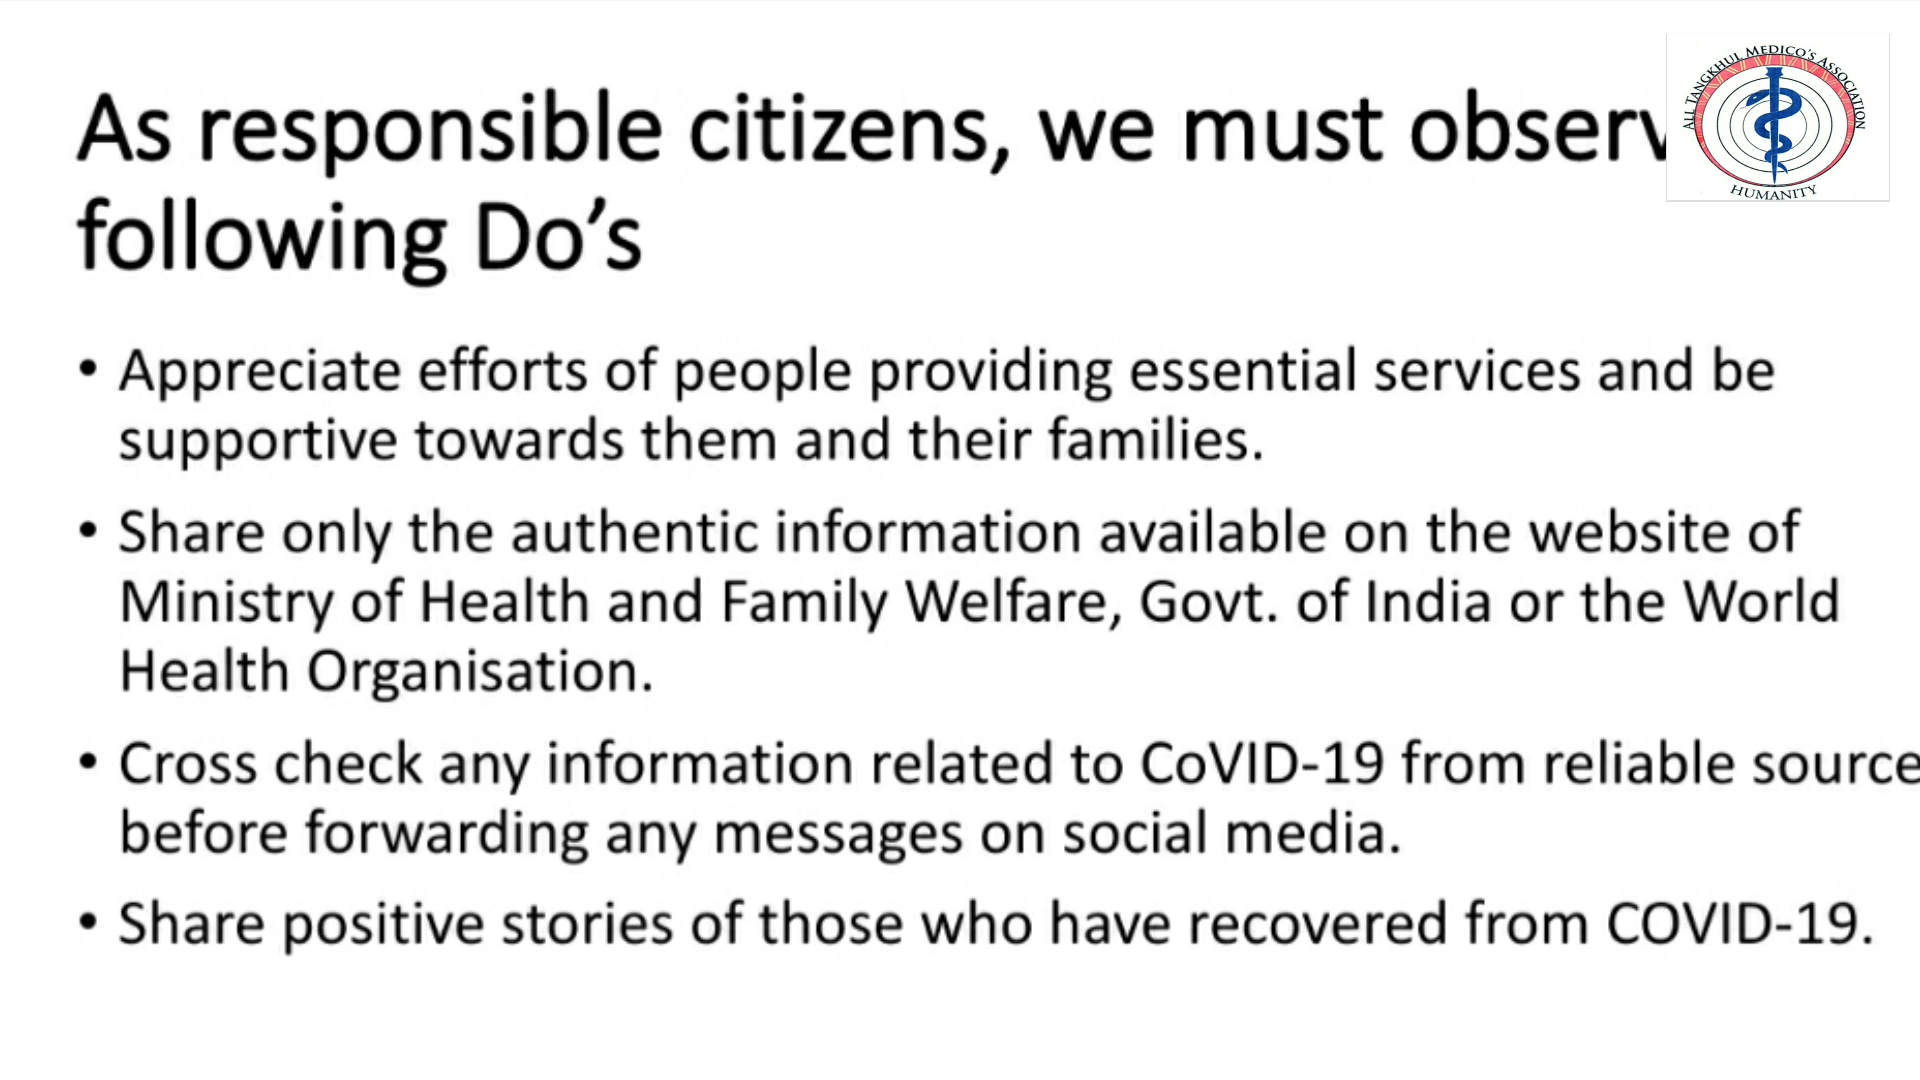 As responsible citizens, we must observ
following Do’s
ALL TANGKHUL MEDICO'S ASSOCIATION
HUMANITY
• Appreciate efforts of people providing essential services and be
supportive towards them and their families.
• Share only the authentic information available on the website of
Ministry of Health and Family Welfare, Govt. of India or the World
Health Organisation.
• Cross check any information related to CoVID-19 from reliable source
before forwarding any messages on social media.
• Share positive stories of those who have recovered from COVID-19.